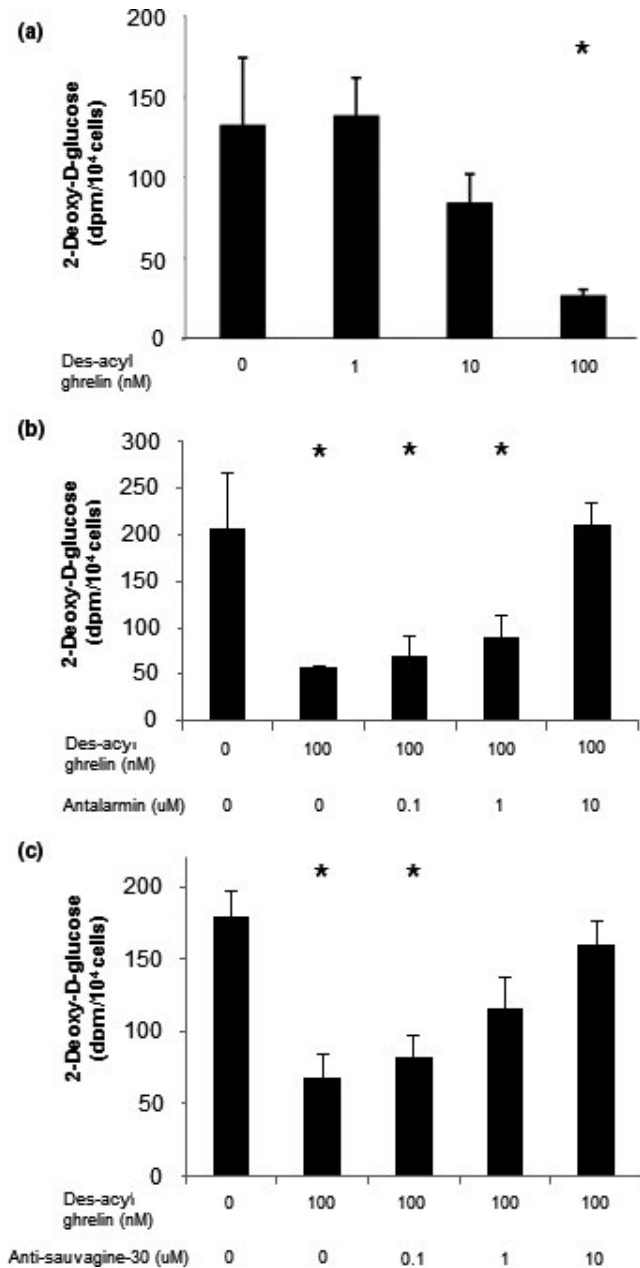 (a)
2-Deoxy-D-glucose
(dpm/10⁴ cells)
200
150
100
50
0
*
Des-acyl
ghrelin (nM)
0 1 10 100
(b)
2-Deoxy-D-glucose
(dpm/10⁴ cells)
300
250
200
150
100
50
0
* * *
Des-acyl
ghrelin (nM)
0 100 100 100 100
Antalarmin (uM) 0 0 0.1 1 10
(c)
2-Deoxy-D-glucose
(dpm/10⁴ cells)
200
150
100
50
0
* *
Des-acyl
ghrelin (nM)
0 100 100 100 100
Anti-sauvagine-30 (uM) 0 0 0.1 1 10